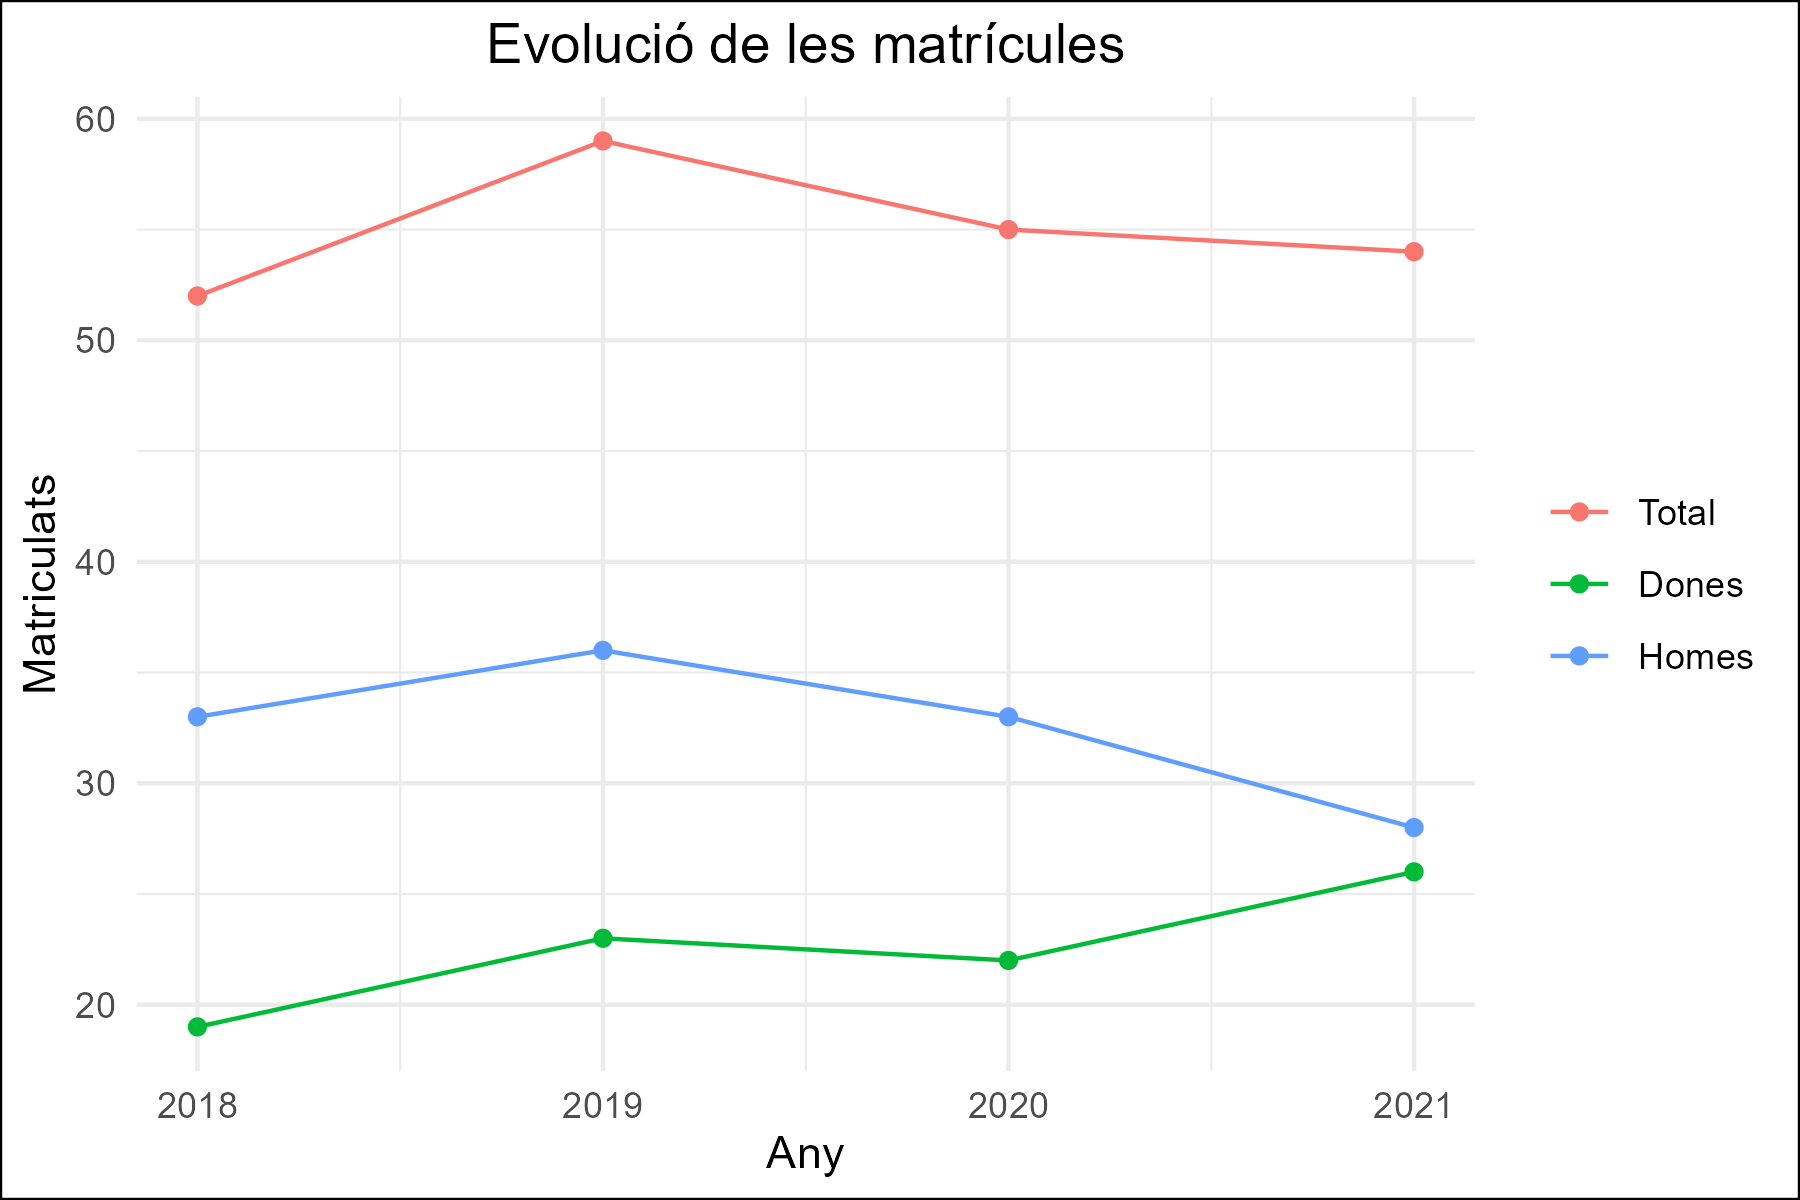 Evolució de les matrícules
60
50
40
30
20
Matriculats
2018 2019 2020 2021
Any
Total
Dones
Homes